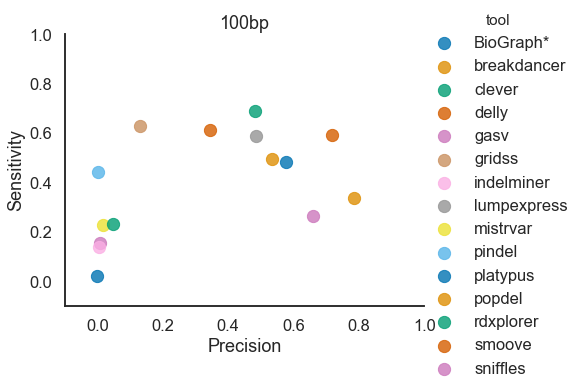 100bp
tool
BioGraph*
breakdancer
clever
delly
gasv
gridss
indelminer
lumpexpress
mistrvar
pindel
platypus
popdel
rdxplorer
smoove
sniffles
Sensitivity
1.0
0.8
0.6
0.4
0.2
0.0
0.0 0.2 0.4 0.6 0.8 1.0
Precision